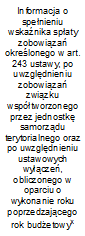 Informacja o
spełnieniu
wskaźnika spłaty
zobowiązań
określonego w art.
243 ustawy, po
uwzględnieniu
zobowiązań
związku
współtworzonego
przez jednostkę
samorządu
terytorialnego oraz
po uwzględnieniu
ustawowych
wyłączeń,
obliczonego w
oparciu o
wykonanie roku
poprzedzającego
rok budżetowyˣ